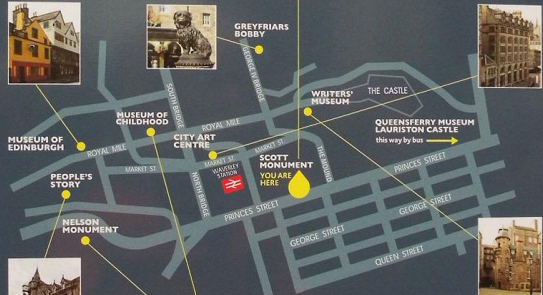 GREYFRIARS
BOBBY
GEORGE IV BRIDGE
THE CASTLE
WRITERS'
MUSEUM
SOUTH BRIDGE
MUSEUM OF
CHILDHOOD
ROYAL MILE
QUEENSFERRY MUSEUM
LAURISTON CASTLE
this way by bus
MUSEUM OF
EDINBURGH
ROYAL MILE
CITY ART
CENTRE
MARKET ST
MARKET ST
MARKET ST
THE MOUND
SCOTT
MONUMENT
YOU ARE
HERE
WAVERLEY
STATION
PRINCES STREET
PEOPLE'S
STORY
NORTH BRIDGE
PRINCES STREET
GEORGE STREET
NELSON
MONUMENT
GEORGE STREET
QUEEN STREET